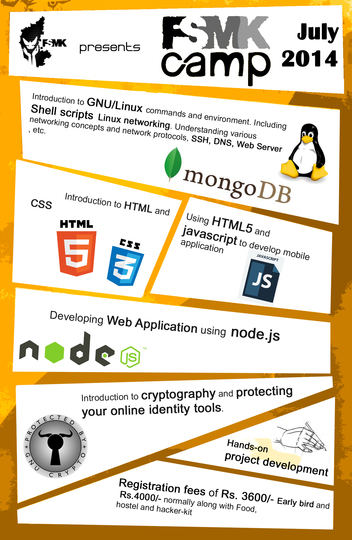 FSMK
presents
FSMK
camp
July
2014
Introduction to GNU/Linux commands and environment. Including
Shell scripts Linux networking. Understanding various
networking concepts and network protocols, SSH, DNS, Web Server
, etc.
mongoDB
Introduction to HTML and
CSS
HTML
5
CSS
3
Using HTML5 and
javascript to develop mobile
application
JAVASCRIPT
JS
Developing Web Application using node.js
node
JS
™
Introduction to cryptography and protecting
your online identity tools.
PROTECTED BY
GNU CRYPTO
Hands-on
project development
Registration fees of Rs. 3600/- Early bird and
Rs.4000/- normally along with Food,
hostel and hacker-kit